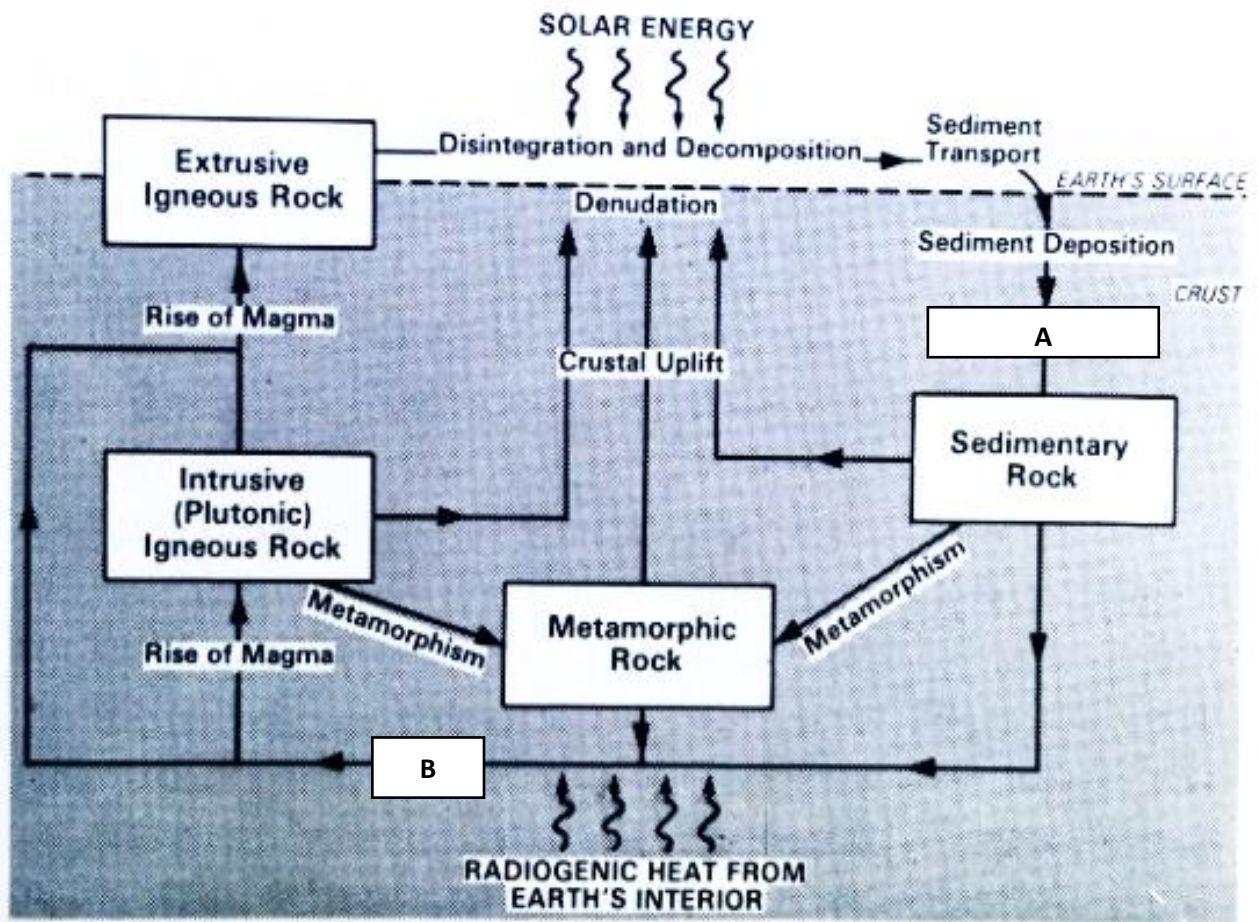 SOLAR ENERGY
Extrusive
Igneous Rock
Disintegration and Decomposition
Sediment
Transport
EARTH'S SURFACE
Denudation
Sediment Deposition
CRUST
Rise of Magma
A
Crustal Uplift
Sedimentary
Rock
Intrusive
(Plutonic)
Igneous Rock
Metamorphism
Metamorphism
Metamorphic
Rock
Rise of Magma
B
RADIOGENIC HEAT FROM
EARTH'S INTERIOR